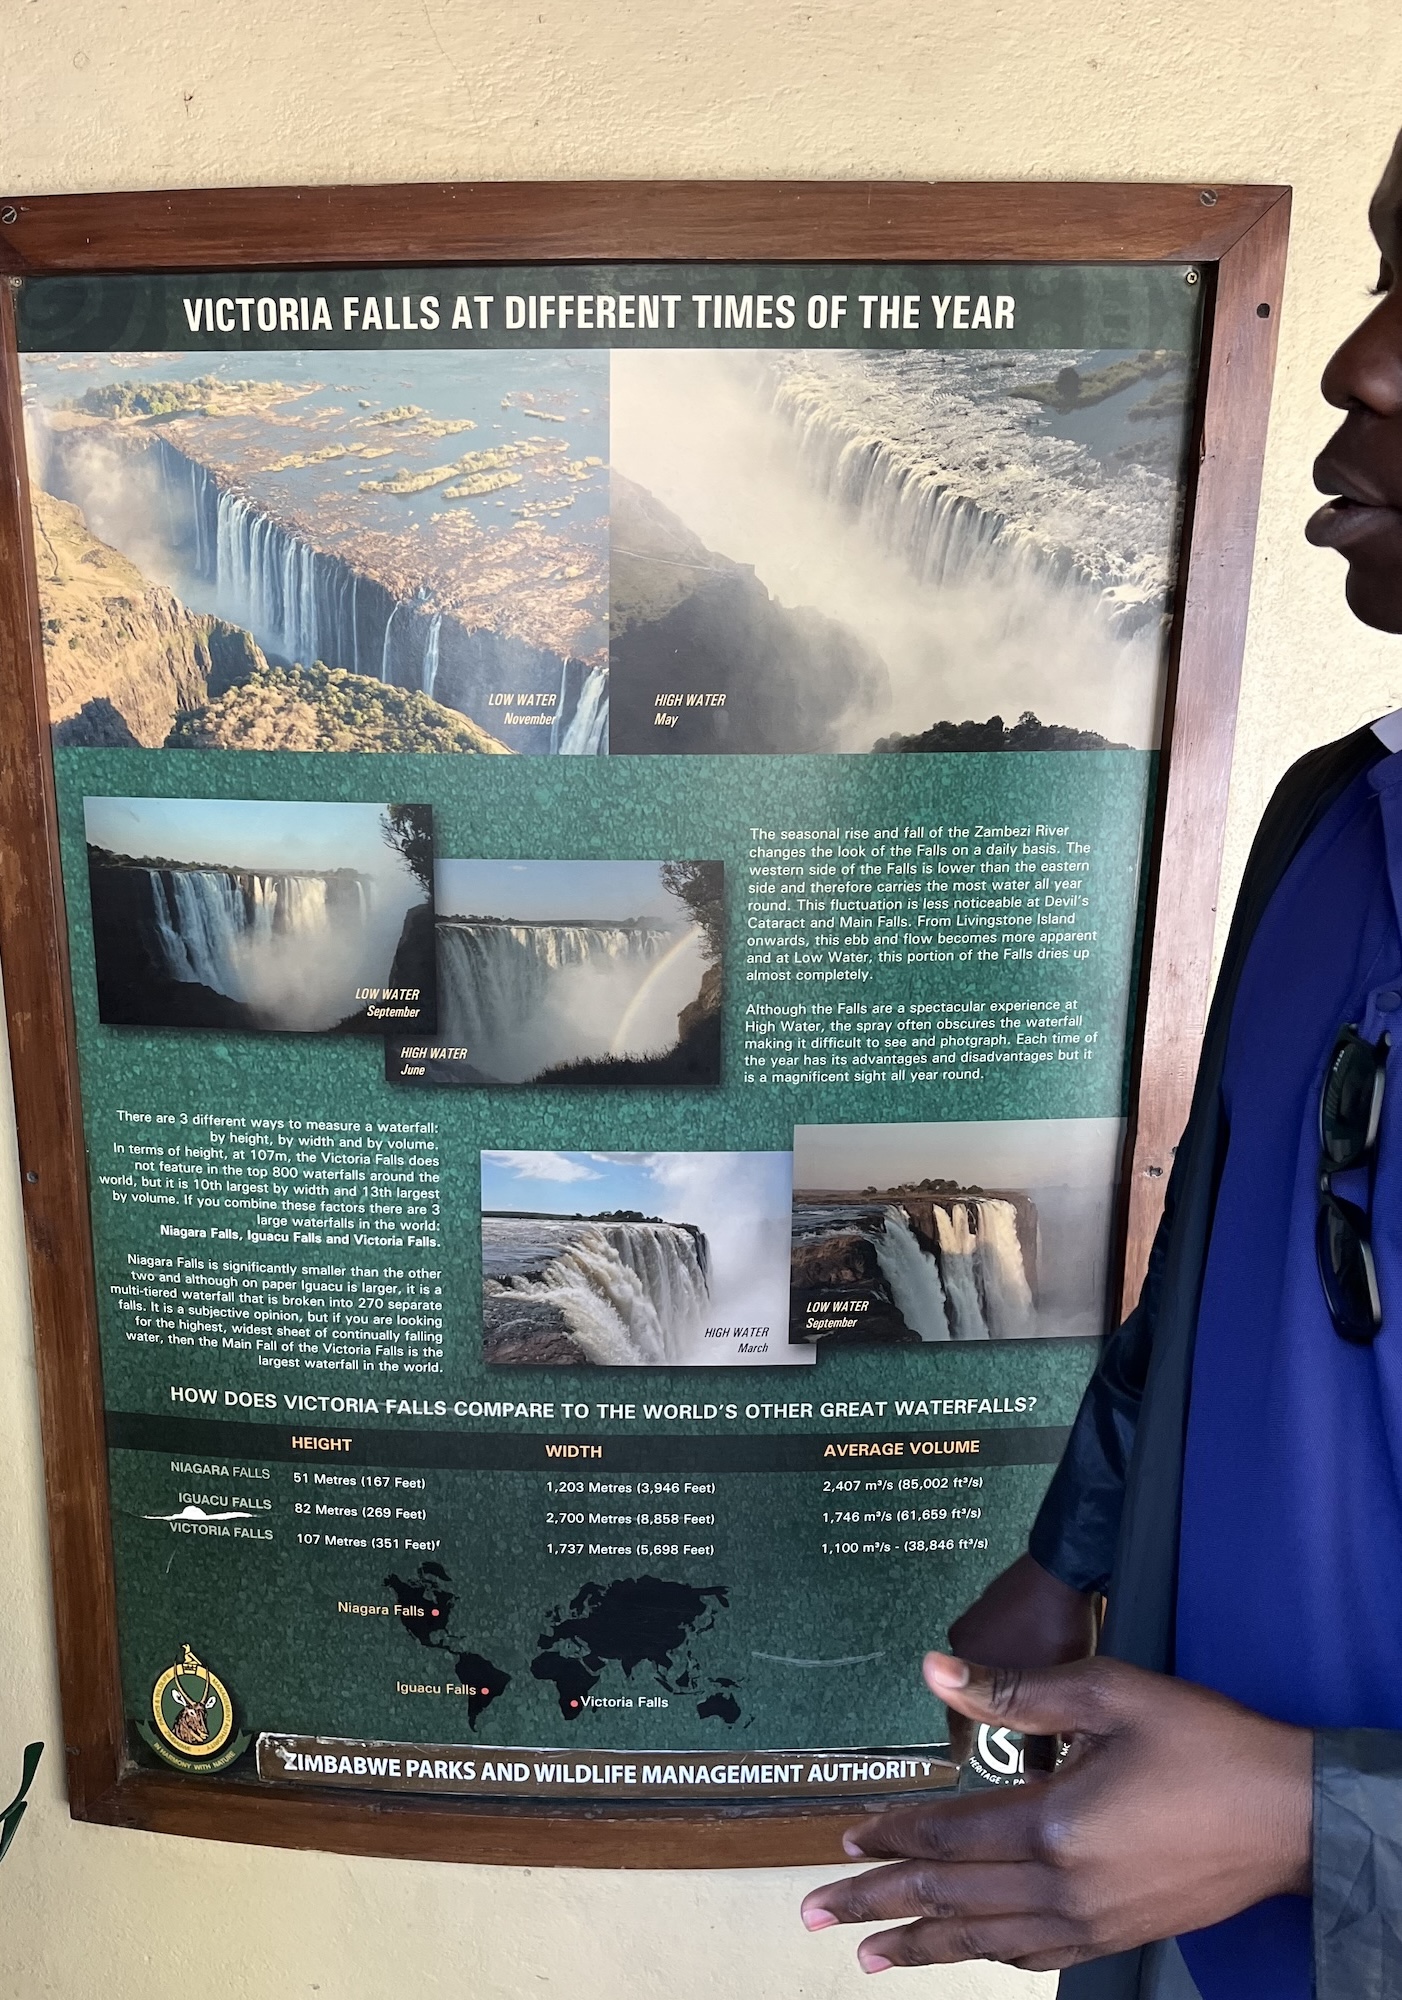 VICTORIA FALLS AT DIFFERENT TIMES OF THE YEAR
LOW WATER
November
HIGH WATER
May
LOW WATER
September
HIGH WATER
June
The seasonal rise and fall of the Zambezi River
changes the look of the Falls on a daily basis. The
western side of the Falls is lower than the eastern
side and therefore carries the most water all year
round. This fluctuation is less noticeable at Devil's
Cataract and Main Falls. From Livingstone Island
onwards, this ebb and flow becomes more apparent
and at Low Water, this portion of the Falls dries up
almost completely.
Although the Falls are a spectacular experience at
High Water, the spray often obscures the waterfall
making it difficult to see and photgraph. Each time of
the year has its advantages and disadvantages but it
is a magnificent sight all year round.
There are 3 different ways to measure a waterfall:
by height, by width and by volume.
In terms of height, at 107m, the Victoria Falls does
not feature in the top 800 waterfalls around the
world, but it is 10th largest by width and 13th largest
by volume. If you combine these factors there are 3
large waterfalls in the world:
Niagara Falls, Iguacu Falls and Victoria Falls.
Niagara Falls is significantly smaller than the other
two and although on paper Iguacu is larger, it is a
multi-tiered waterfall that is broken into 270 separate
falls. It is a subjective opinion, but if you are looking
for the highest, widest sheet of continually falling
water, then the Main Fall of the Victoria Falls is the
largest waterfall in the world.
HIGH WATER
March
LOW WATER
September
HOW DOES VICTORIA FALLS COMPARE TO THE WORLD'S OTHER GREAT WATERFALLS?
HEIGHT WIDTH AVERAGE VOLUME
NIAGARA FALLS 51 Metres (167 Feet) 1,203 Metres (3,946 Feet) 2,407 m³/s (85,002 ft³/s)
IGUACU FALLS 82 Metres (269 Feet) 2,700 Metres (8,858 Feet) 1,746 m³/s (61,659 ft³/s)
VICTORIA FALLS 107 Metres (351 Feet) 1,737 Metres (5,698 Feet) 1,100 m³/s - (38,846 ft³/s)
Niagara Falls
Iguacu Falls
Victoria Falls
IN HARMONY WITH NATURE
ZIMBABWE PARKS AND WILDLIFE MANAGEMENT AUTHORITY
HERITAGE